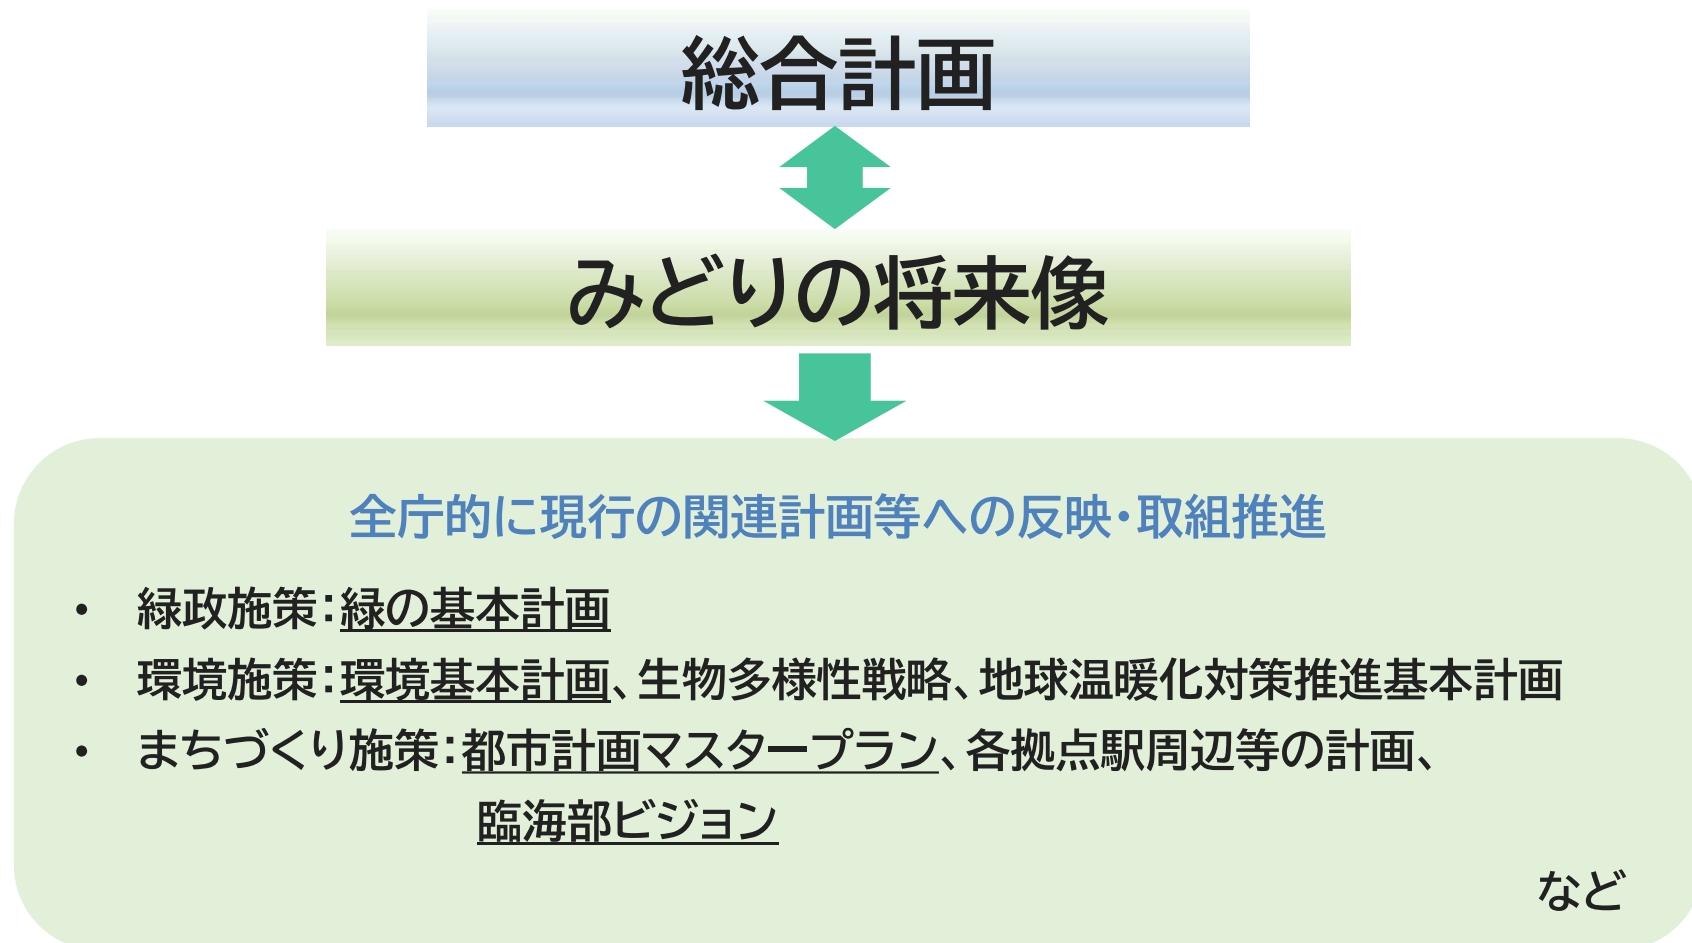 総合計画
みどりの将来像
全庁的に現行の関連計画等への反映・取組推進
• 緑政施策：緑の基本計画
• 環境施策：環境基本計画、生物多様性戦略、地球温暖化対策推進基本計画
• まちづくり施策：都市計画マスタープラン、各拠点駅周辺等の計画、
臨海部ビジョン
など